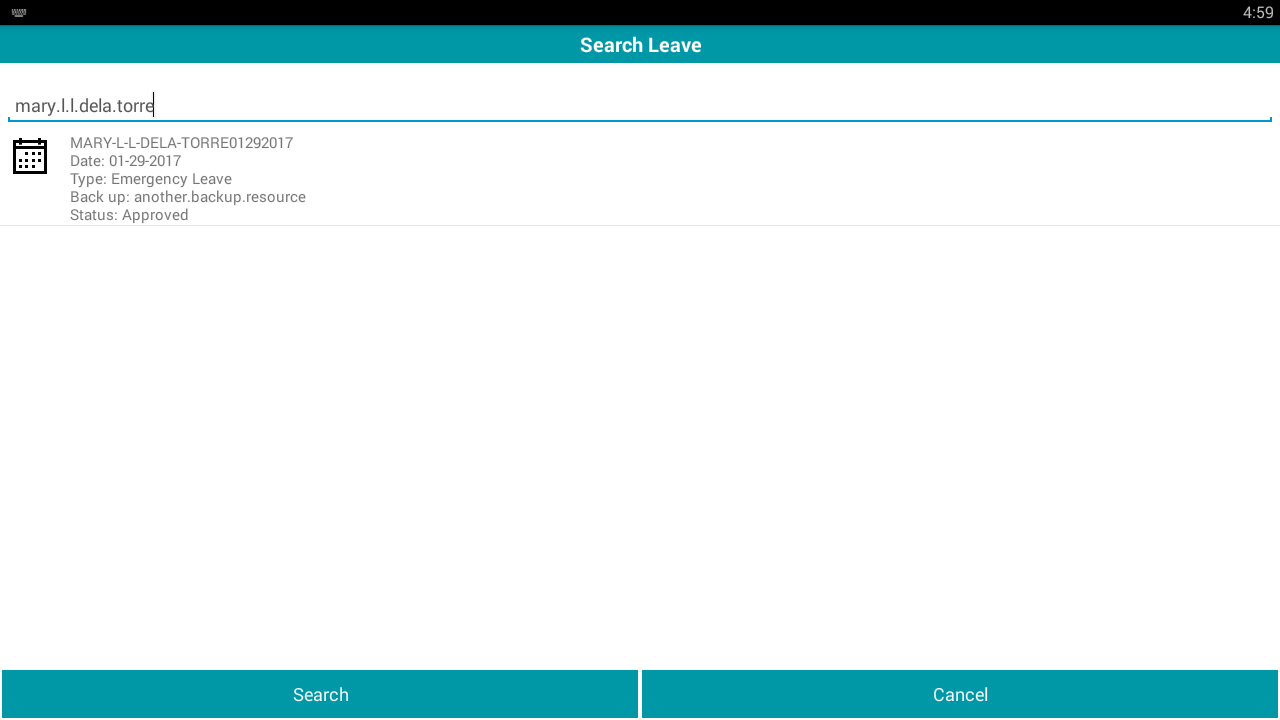 4:59
Search Leave
mary.l.l.dela.torre
MARY-L-L-DELA-TORRE01292017
Date: 01-29-2017
Type: Emergency Leave
Back up: another.backup.resource
Status: Approved
Search
Cancel